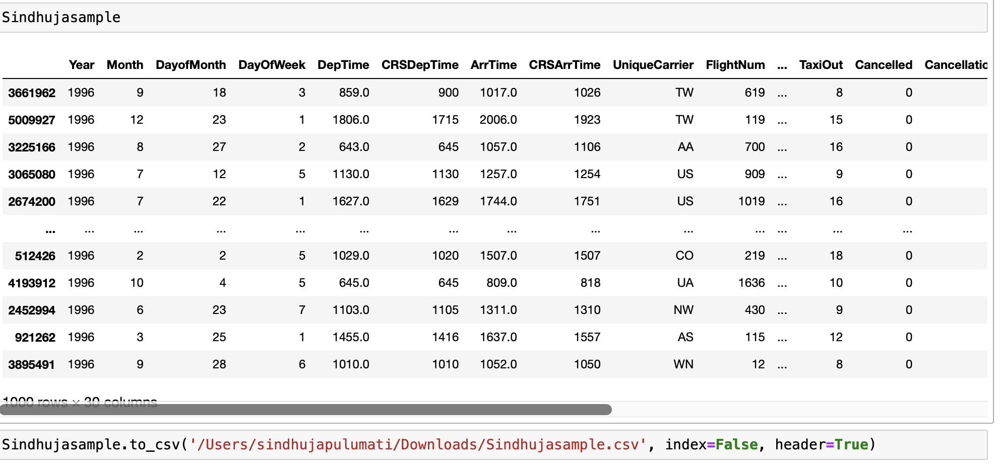 Sindhujasample
Year Month DayofMonth DayOfWeek DepTime CRSDepTime ArrTime CRSArrTime UniqueCarrier FlightNum ... TaxiOut Cancelled Cancellatio
3661962 1996 9 18 3 859.0 900 1017.0 1026 TW 619 ... 8 0
5009927 1996 12 23 1 1806.0 1715 2006.0 1923 TW 119 ... 15 0
3225166 1996 8 27 2 643.0 645 1057.0 1106 AA 700 ... 16 0
3065080 1996 7 12 5 1130.0 1130 1257.0 1254 US 909 ... 9 0
2674200 1996 7 22 1 1627.0 1629 1744.0 1751 US 1019 ... 16 0
... ... ... ... ... ... ... ... ... ... ... ... ... ...
512426 1996 2 2 5 1029.0 1020 1507.0 1507 CO 219 ... 18 0
4193912 1996 10 4 5 645.0 645 809.0 818 UA 1636 ... 10 0
2452994 1996 6 23 7 1103.0 1105 1311.0 1310 NW 430 ... 9 0
921262 1996 3 25 1 1455.0 1416 1637.0 1557 AS 115 ... 12 0
3895491 1996 9 28 6 1010.0 1010 1052.0 1050 WN 12 ... 8 0
1000 rows × 30 columns
Sindhujasample.to_csv('/Users/sindhujapulumati/Downloads/Sindhujasample.csv', index=False, header=True)